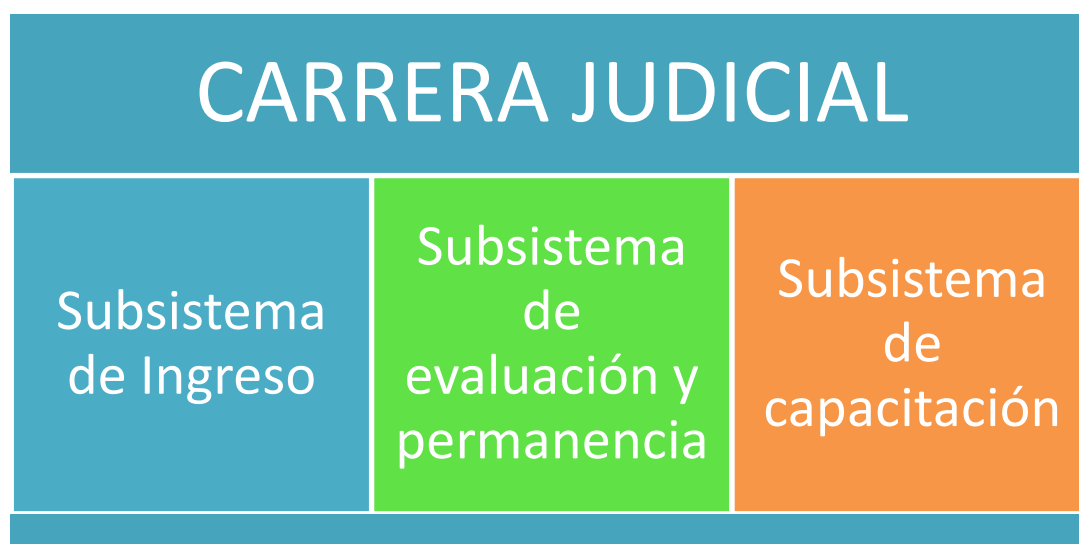 CARRERA JUDICIAL
Subsistema
de Ingreso
Subsistema
de
evaluación y
permanencia
Subsistema
de
capacitación